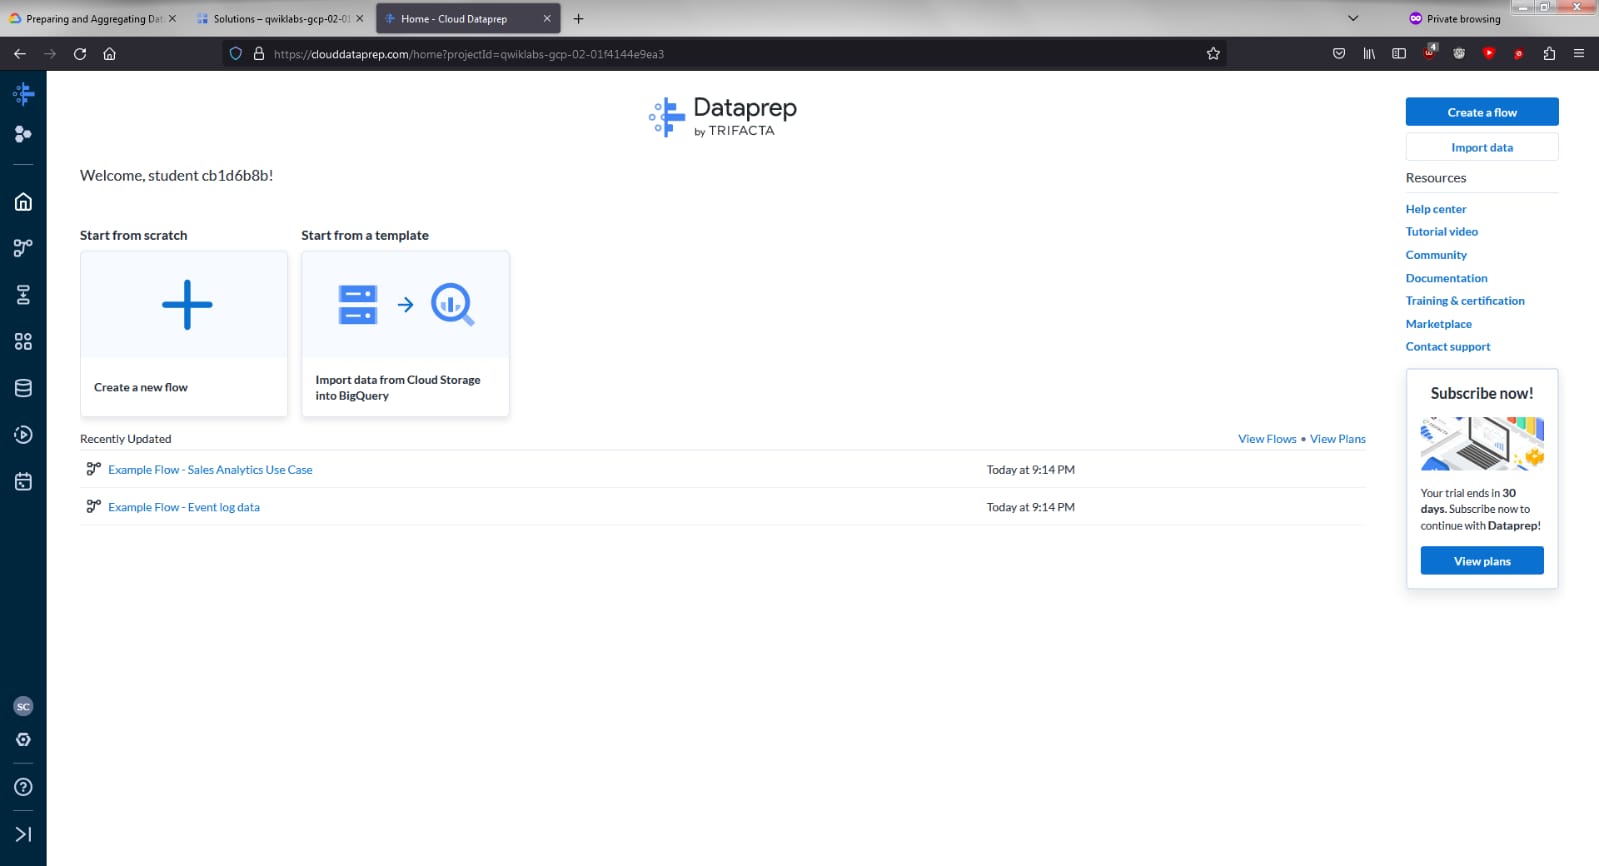 Preparing and Aggregating Dat
Solutions – qwiklabs-gcp-02-01
Home - Cloud Dataprep
Private browsing
https://clouddataprep.com/home?projectId=qwiklabs-gcp-02-01f4144e9ea3
4
Dataprep
by TRIFACTA
Create a flow
Import data
Welcome, student cb1d6b8b!
Resources
Help center
Tutorial video
Community
Documentation
Training & certification
Marketplace
Contact support
Start from scratch
Start from a template
Create a new flow
Import data from Cloud Storage
into BigQuery
Recently Updated
View Flows • View Plans
Example Flow - Sales Analytics Use Case
Today at 9:14 PM
Example Flow - Event log data
Today at 9:14 PM
Subscribe now!
Your trial ends in 30
days. Subscribe now to
continue with Dataprep!
View plans
SC